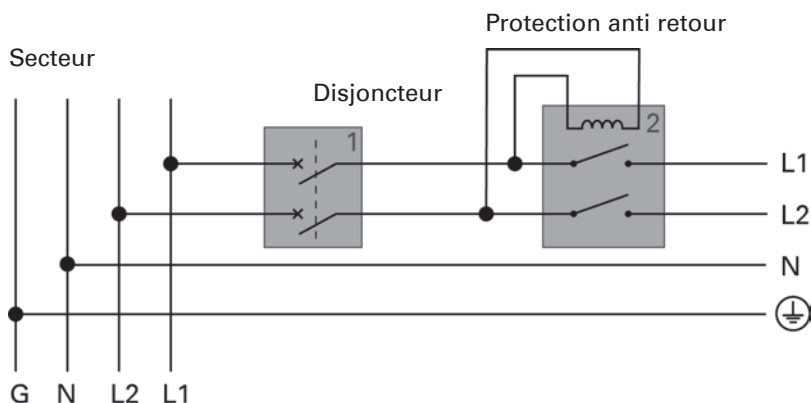 Protection anti retour
Secteur
Disjoncteur
1
2
L1
L2
N
G N L2 L1